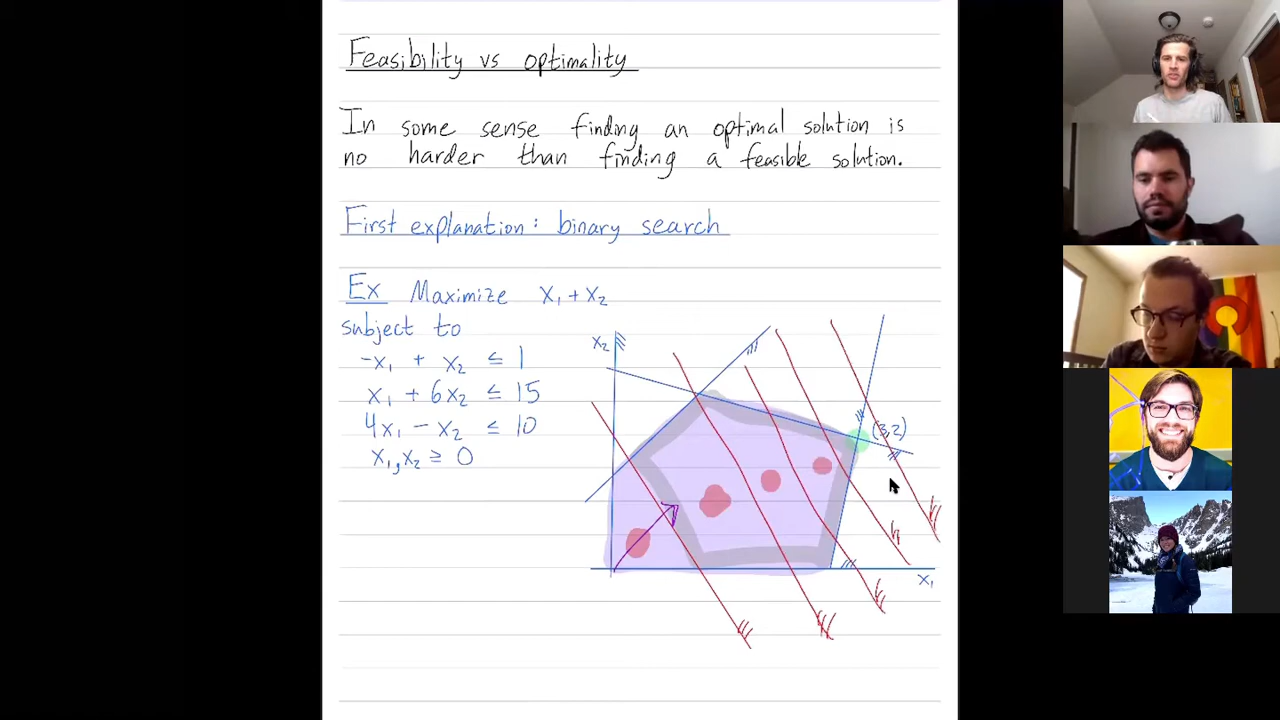 Feasibility vs optimality
In some sense finding an optimal solution is
no harder than finding a feasible solution.
First explanation: binary search
Ex Maximize x₁ + x₂
subject to
-x₁ + x₂ ≤ 1
x₁ + 6x₂ ≤ 15
4x₁ - x₂ ≤ 10
x₁,x₂ ≥ 0
x₂
(3,2)
x₁